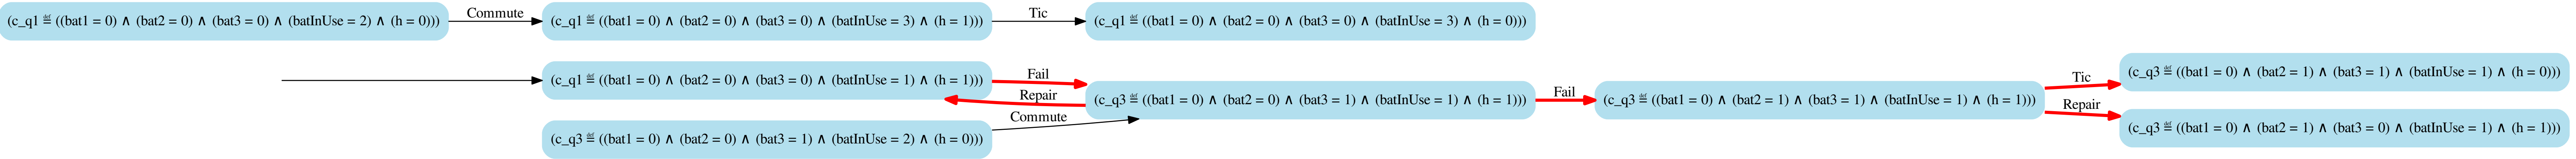 (c_q1 ≝ ((bat1 = 0) ∧ (bat2 = 0) ∧ (bat3 = 0) ∧ (batInUse = 2) ∧ (h = 0)))
Commute
(c_q1 ≝ ((bat1 = 0) ∧ (bat2 = 0) ∧ (bat3 = 0) ∧ (batInUse = 3) ∧ (h = 1)))
Tic
(c_q1 ≝ ((bat1 = 0) ∧ (bat2 = 0) ∧ (bat3 = 0) ∧ (batInUse = 3) ∧ (h = 0)))
(c_q1 ≝ ((bat1 = 0) ∧ (bat2 = 0) ∧ (bat3 = 0) ∧ (batInUse = 1) ∧ (h = 1)))
Fail
Repair
(c_q3 ≝ ((bat1 = 0) ∧ (bat2 = 0) ∧ (bat3 = 1) ∧ (batInUse = 2) ∧ (h = 0)))
Commute
(c_q3 ≝ ((bat1 = 0) ∧ (bat2 = 0) ∧ (bat3 = 1) ∧ (batInUse = 1) ∧ (h = 1)))
Fail
(c_q3 ≝ ((bat1 = 0) ∧ (bat2 = 1) ∧ (bat3 = 1) ∧ (batInUse = 1) ∧ (h = 1)))
Tic
(c_q3 ≝ ((bat1 = 0) ∧ (bat2 = 1) ∧ (bat3 = 1) ∧ (batInUse = 1) ∧ (h = 0)))
Repair
(c_q3 ≝ ((bat1 = 0) ∧ (bat2 = 1) ∧ (bat3 = 0) ∧ (batInUse = 1) ∧ (h = 1)))